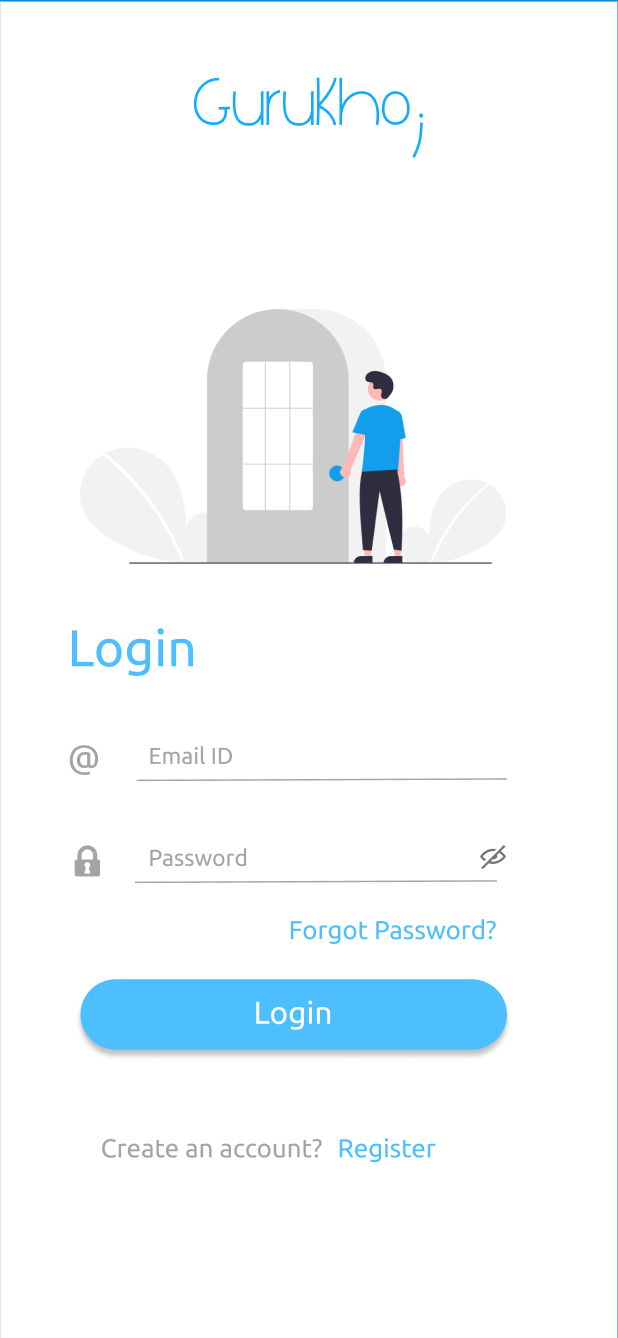 GuruKhoj
Login
@ Email ID
Password
Forgot Password?
Login
Create an account? Register